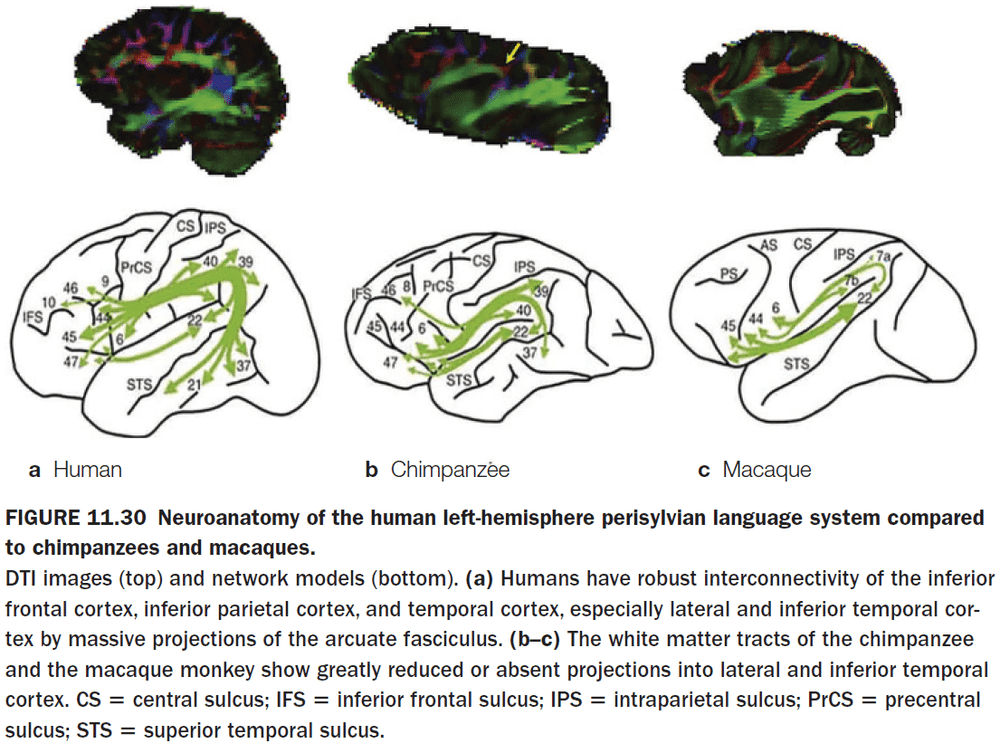 CS
IPS
PrCS
40
39
9
46
10
IFS
44
45
6
22
47
37
STS
21
CS
IPS
46
8
PrCS
IFS
39
40
45
44
6
22
37
47
STS
AS
CS
IPS
7a
PS
7b
22
6
44
45
STS
a Human
b Chimpanzee
c Macaque
FIGURE 11.30 Neuroanatomy of the human left-hemisphere perisylvian language system compared
to chimpanzees and macaques.
DTI images (top) and network models (bottom). (a) Humans have robust interconnectivity of the inferior
frontal cortex, inferior parietal cortex, and temporal cortex, especially lateral and inferior temporal cor-
tex by massive projections of the arcuate fasciculus. (b–c) The white matter tracts of the chimpanzee
and the macaque monkey show greatly reduced or absent projections into lateral and inferior temporal
cortex. CS = central sulcus; IFS = inferior frontal sulcus; IPS = intraparietal sulcus; PrCS = precentral
sulcus; STS = superior temporal sulcus.